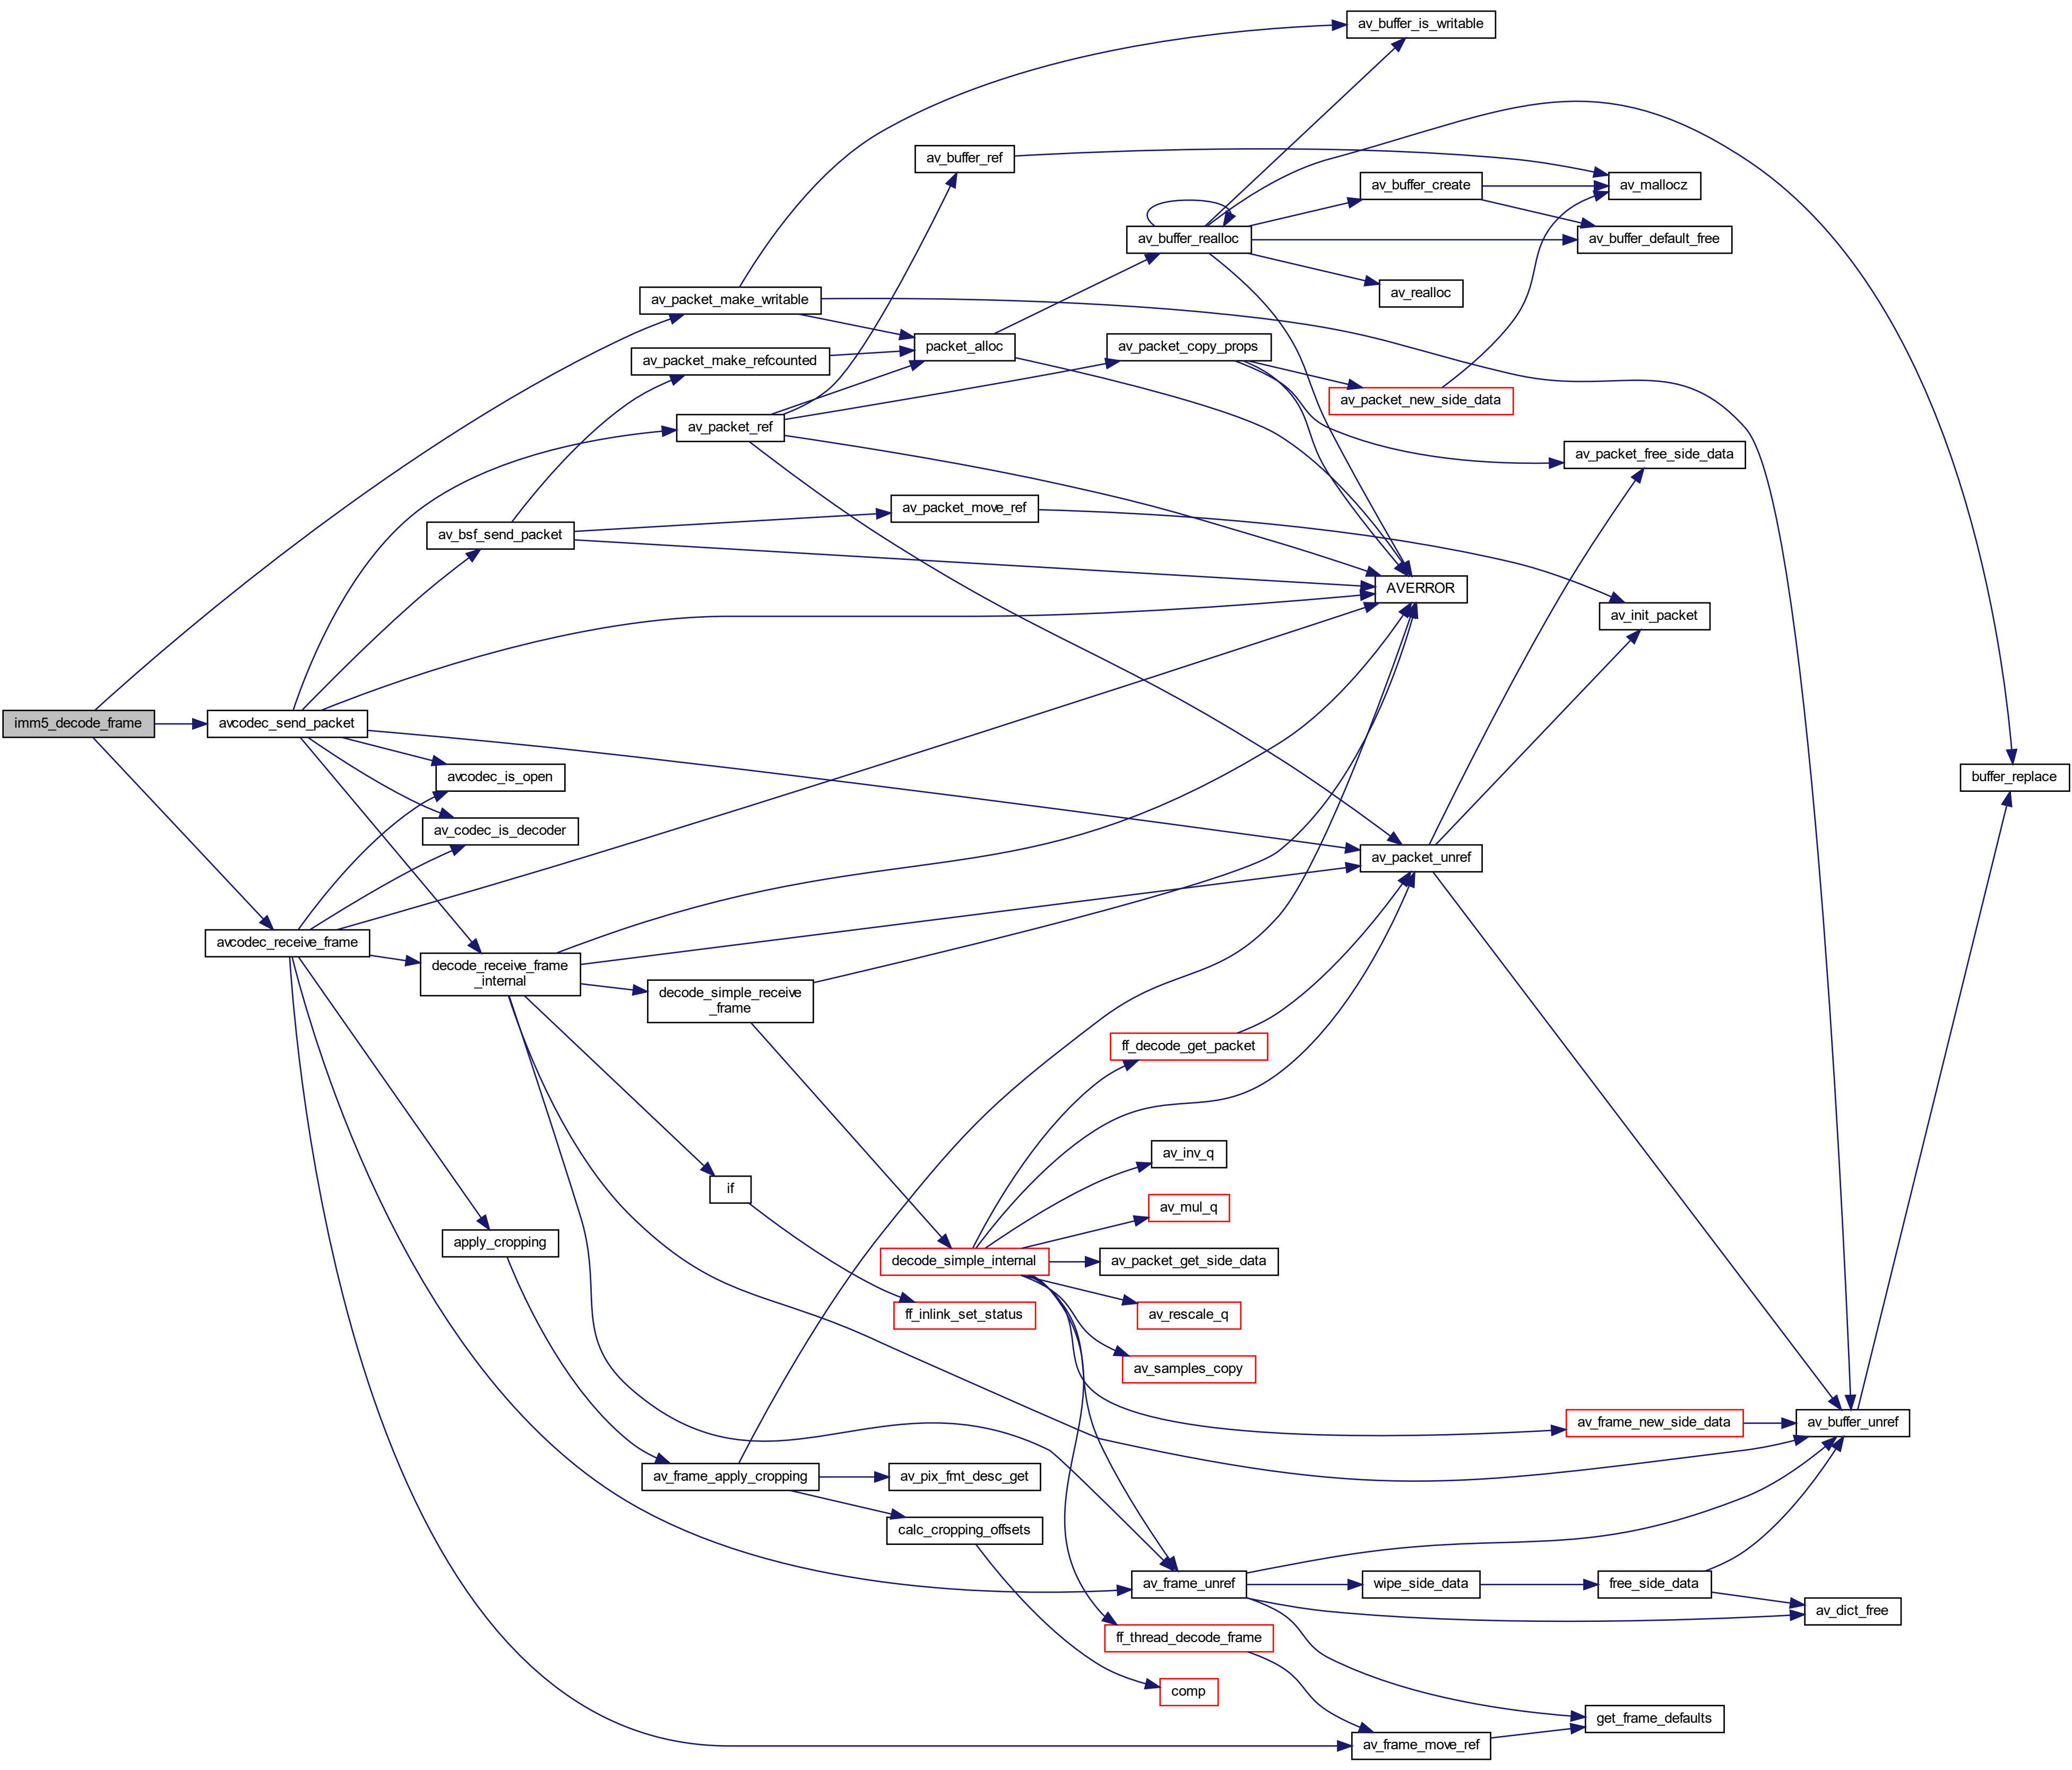 av_buffer_is_writable
av_buffer_ref
av_mallocz
av_buffer_create
av_buffer_realloc
av_buffer_default_free
av_realloc
av_packet_make_writable
packet_alloc
av_packet_copy_props
av_packet_make_refcounted
av_packet_new_side_data
av_packet_ref
av_packet_free_side_data
av_packet_move_ref
av_bsf_send_packet
AVERROR
av_init_packet
imm5_decode_frame
avcodec_send_packet
avcodec_is_open
buffer_replace
av_codec_is_decoder
av_packet_unref
avcodec_receive_frame
decode_receive_frame
_internal
decode_simple_receive
_frame
ff_decode_get_packet
av_inv_q
if
av_mul_q
apply_cropping
decode_simple_internal
av_packet_get_side_data
ff_inlink_set_status
av_rescale_q
av_samples_copy
av_frame_new_side_data
av_buffer_unref
av_frame_apply_cropping
av_pix_fmt_desc_get
calc_cropping_offsets
av_frame_unref
wipe_side_data
free_side_data
av_dict_free
ff_thread_decode_frame
comp
get_frame_defaults
av_frame_move_ref